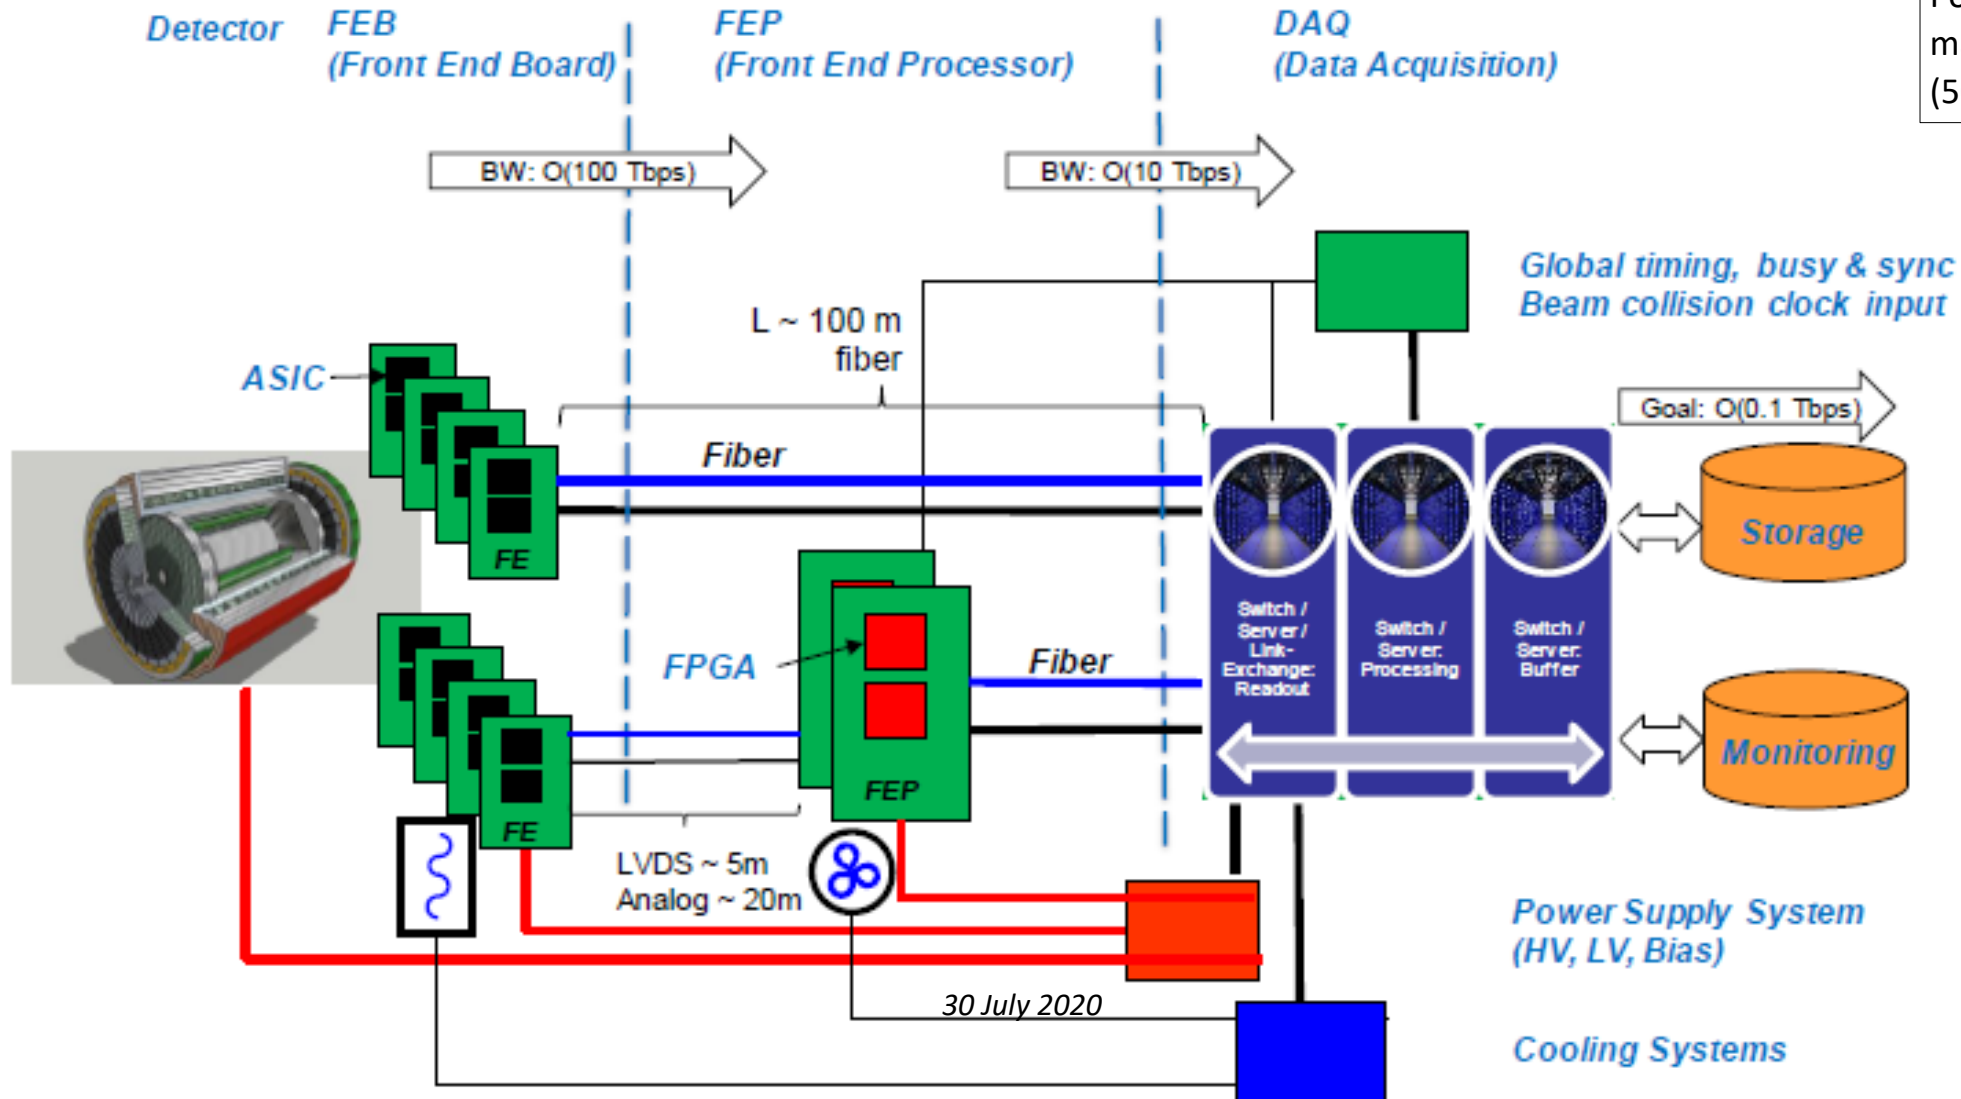 Detector
FEB
(Front End Board)
FEP
(Front End Processor)
DAQ
(Data Acquisition)
(5
BW: O(100 Tbps)
BW: O(10 Tbps)
Global timing, busy & sync
Beam collision clock input
L ~ 100 m
fiber
ASIC
Goal: O(0.1 Tbps)
Fiber
FE
Storage
Switch /
Server /
Link-
Exchange:
Readout
Switch /
Server:
Processing
Switch /
Server:
Buffer
FPGA
Fiber
Monitoring
FEP
FE
LVDS ~ 5m
Analog ~ 20m
Power Supply System
(HV, LV, Bias)
30 July 2020
Cooling Systems